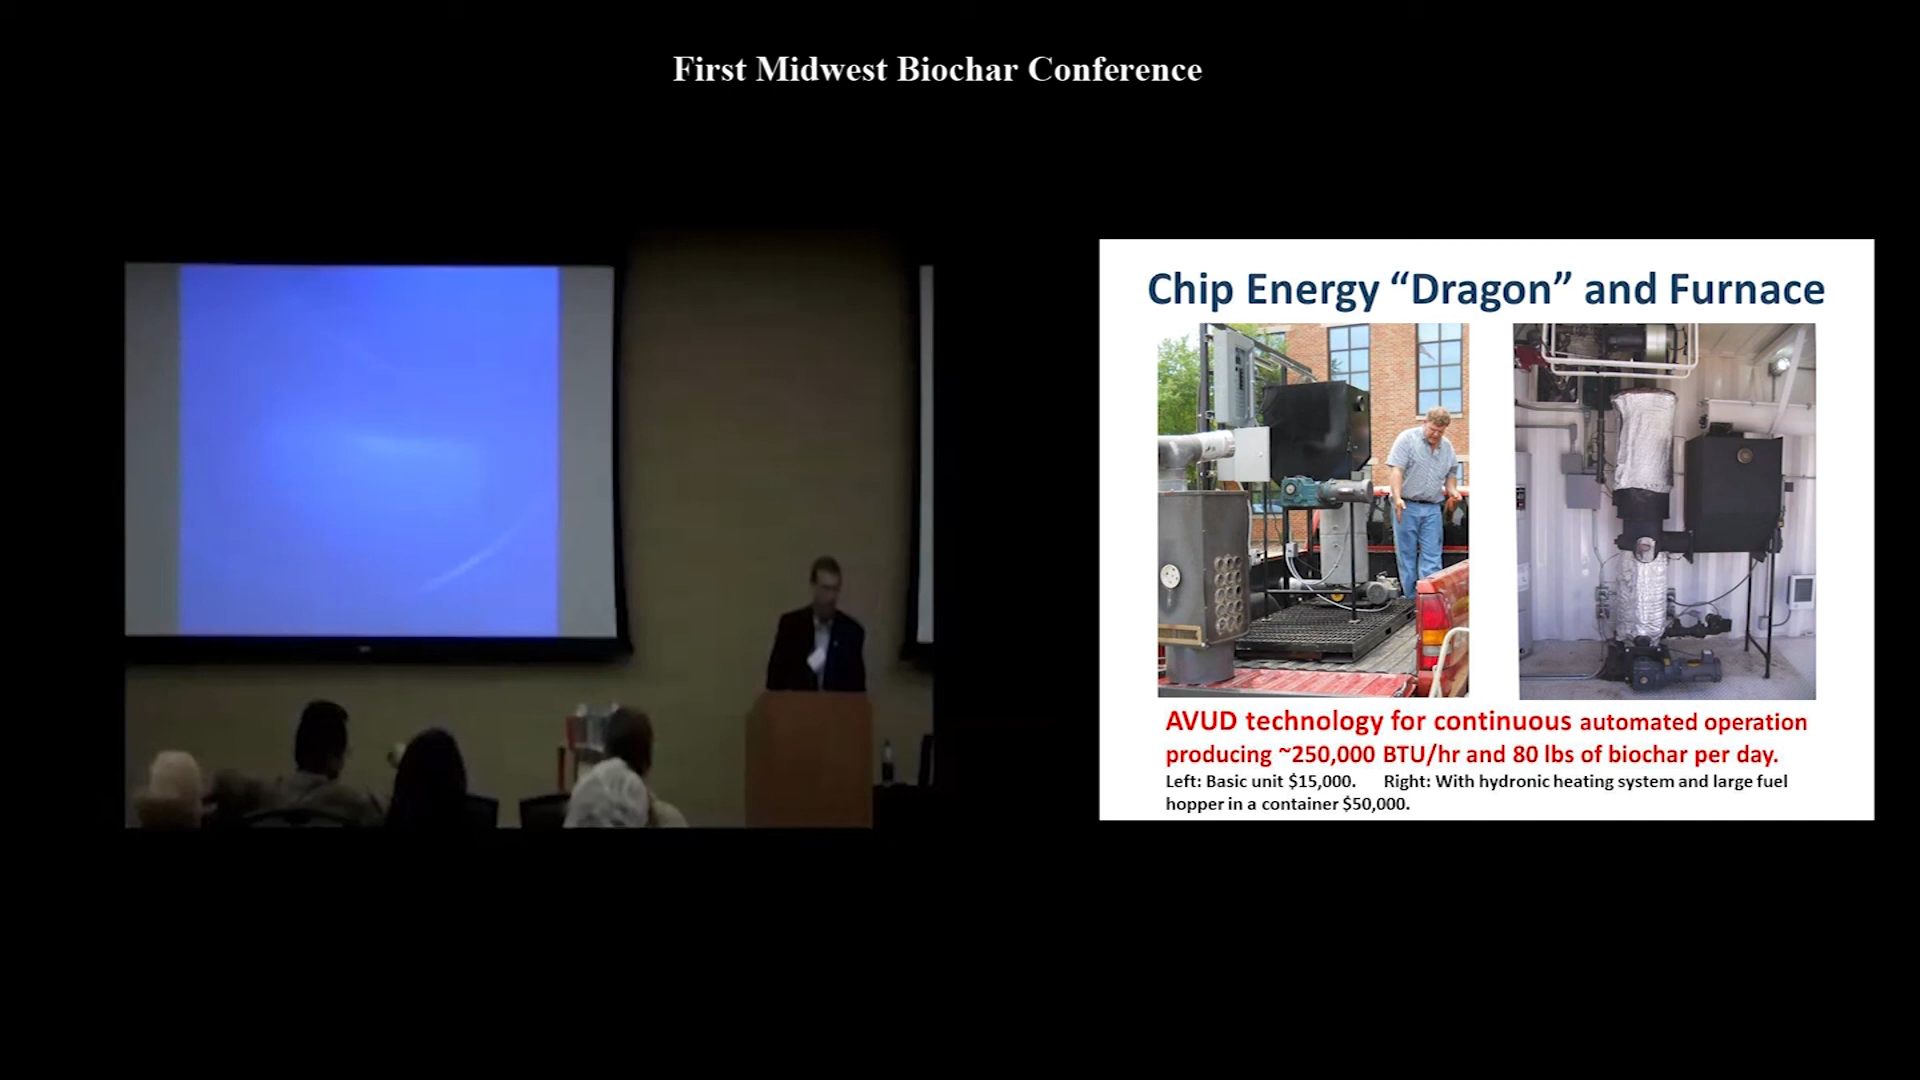 First Midwest Biochar Conference
Chip Energy “Dragon” and Furnace
AVUD technology for continuous automated operation
producing ~250,000 BTU/hr and 80 lbs of biochar per day.
Left: Basic unit $15,000. Right: With hydronic heating system and large fuel
hopper in a container $50,000.